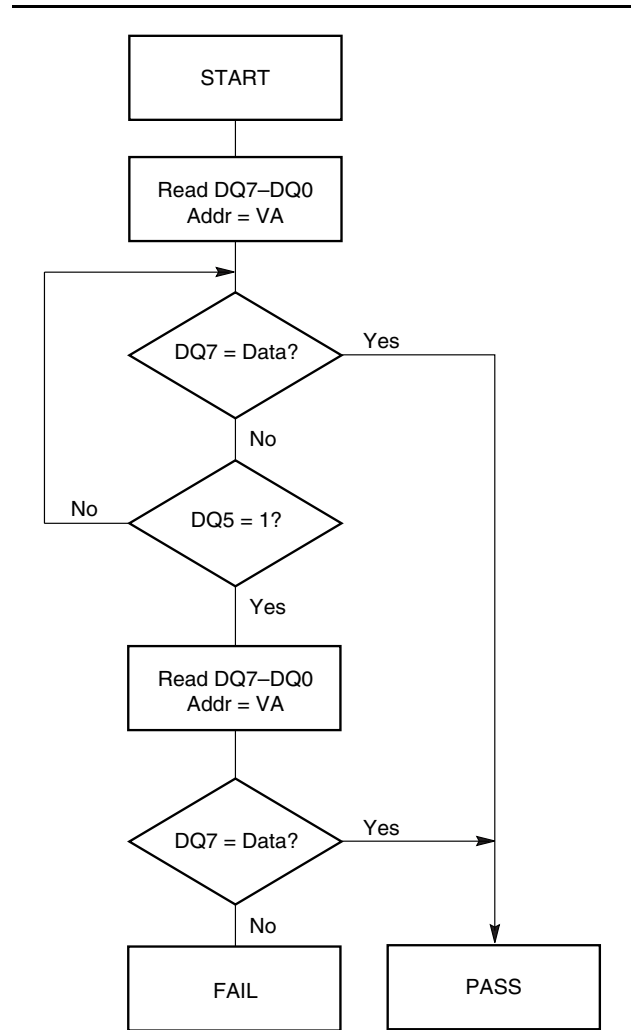 START
Read DQ7–DQ0
Addr = VA
DQ7 = Data?
Yes
No
No
DQ5 = 1?
Yes
Read DQ7–DQ0
Addr = VA
DQ7 = Data?
Yes
No
FAIL
PASS